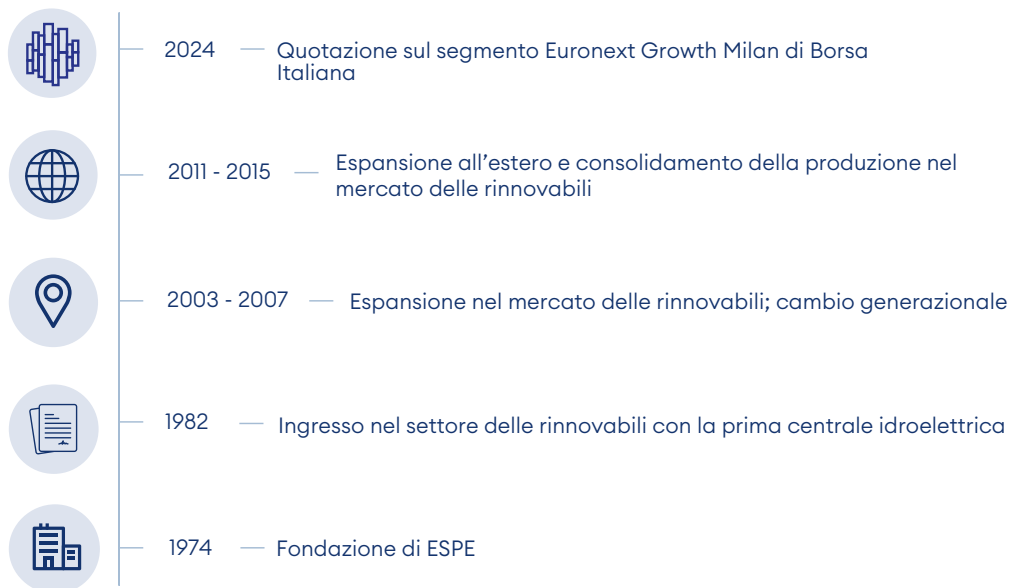 2024 — Quotazione sul segmento Euronext Growth Milan di Borsa
Italiana
2011 - 2015 — Espansione all’estero e consolidamento della produzione nel
mercato delle rinnovabili
2003 - 2007 — Espansione nel mercato delle rinnovabili; cambio generazionale
1982 — Ingresso nel settore delle rinnovabili con la prima centrale idroelettrica
1974 — Fondazione di ESPE